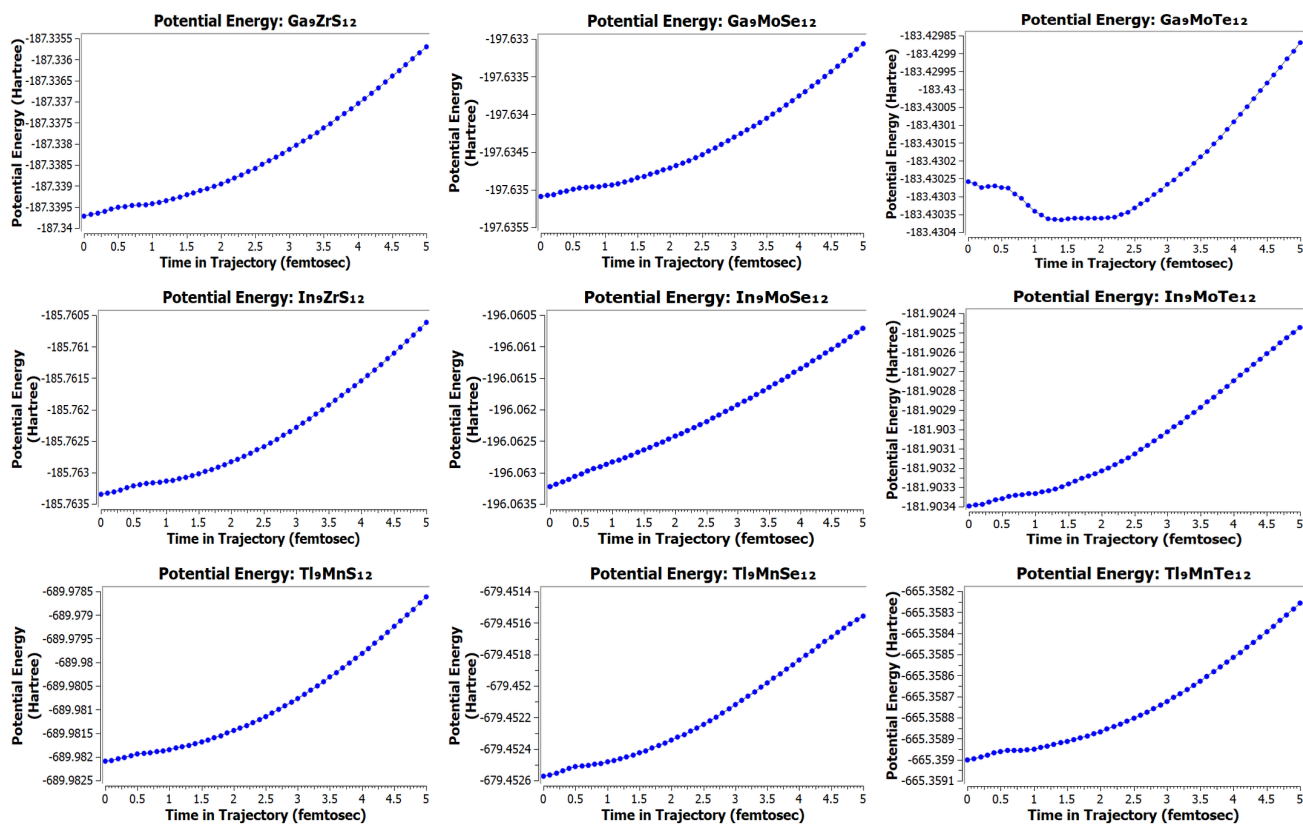 Potential Energy: Ga₉ZrS₁₂
Potential Energy (Hartree)
-187.3355
-187.336
-187.3365
-187.337
-187.3375
-187.338
-187.3385
-187.339
-187.3395
-187.34
0 0.5 1 1.5 2 2.5 3 3.5 4 4.5 5
Time in Trajectory (femtosec)
Potential Energy: Ga₉MoSe₁₂
Potential Energy
(Hartree)
-197.633
-197.6335
-197.634
-197.6345
-197.635
-197.6355
0 0.5 1 1.5 2 2.5 3 3.5 4 4.5 5
Time in Trajectory (femtosec)
Potential Energy: Ga₉MoTe₁₂
Potential Energy (Hartree)
-183.42985
-183.4299
-183.42995
-183.43
-183.43005
-183.4301
-183.43015
-183.4302
-183.43025
-183.4303
-183.43035
-183.4304
0 0.5 1 1.5 2 2.5 3 3.5 4 4.5 5
Time in Trajectory (femtosec)
Potential Energy: In₉ZrS₁₂
Potential Energy
(Hartree)
-185.7605
-185.761
-185.7615
-185.762
-185.7625
-185.763
-185.7635
0 0.5 1 1.5 2 2.5 3 3.5 4 4.5 5
Time in Trajectory (femtosec)
Potential Energy: In₉MoSe₁₂
Potential Energy
(Hartree)
-196.0605
-196.061
-196.0615
-196.062
-196.0625
-196.063
-196.0635
0 0.5 1 1.5 2 2.5 3 3.5 4 4.5 5
Time in Trajectory (femtosec)
Potential Energy: In₉MoTe₁₂
Potential Energy (Hartree)
-181.9024
-181.9025
-181.9026
-181.9027
-181.9028
-181.9029
-181.903
-181.9031
-181.9032
-181.9033
-181.9034
0 0.5 1 1.5 2 2.5 3 3.5 4 4.5 5
Time in Trajectory (femtosec)
Potential Energy: Tl₉MnS₁₂
Potential Energy
(Hartree)
-689.9785
-689.979
-689.9795
-689.98
-689.9805
-689.981
-689.9815
-689.982
-689.9825
0 0.5 1 1.5 2 2.5 3 3.5 4 4.5 5
Time in Trajectory (femtosec)
Potential Energy: Tl₉MnSe₁₂
Potential Energy
(Hartree)
-679.4514
-679.4516
-679.4518
-679.452
-679.4522
-679.4524
-679.4526
0 0.5 1 1.5 2 2.5 3 3.5 4 4.5 5
Time in Trajectory (femtosec)
Potential Energy: Tl₉MnTe₁₂
Potential Energy (Hartree)
-665.3582
-665.3583
-665.3584
-665.3585
-665.3586
-665.3587
-665.3588
-665.3589
-665.359
-665.3591
0 0.5 1 1.5 2 2.5 3 3.5 4 4.5 5
Time in Trajectory (femtosec)